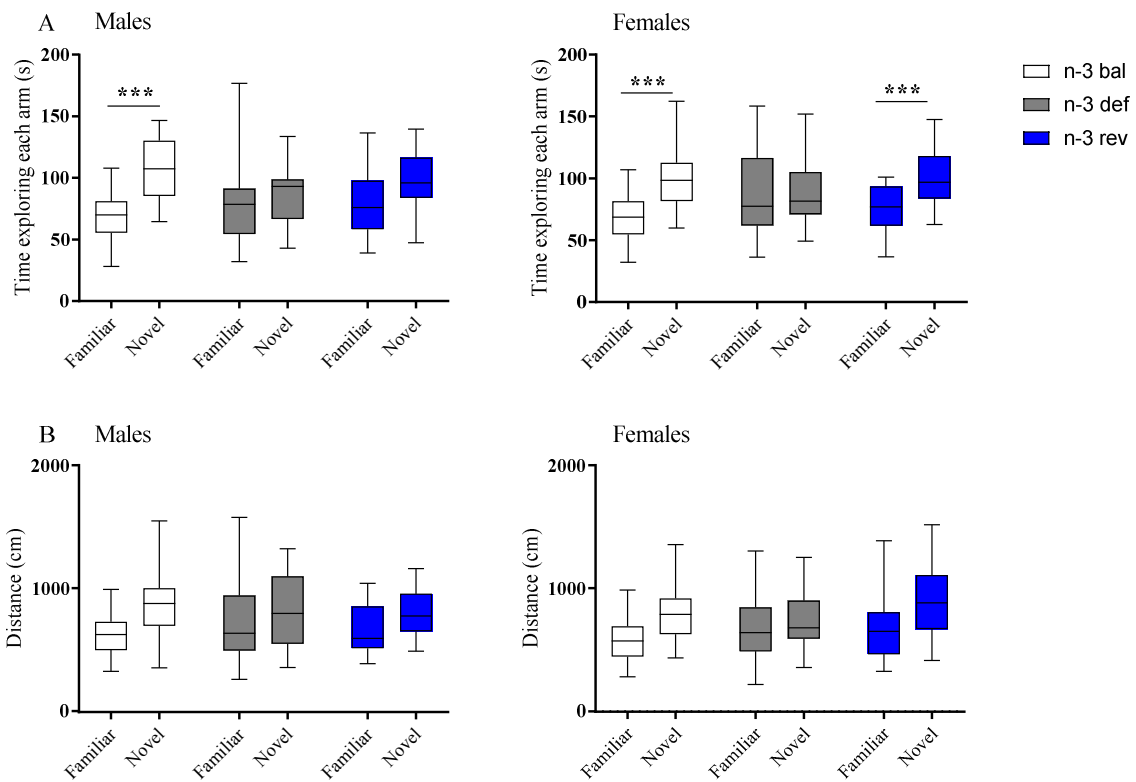 A Males
Females
n-3 bal
n-3 def
n-3 rev
Time exploring each arm (s)
200
150
100
50
0
***
Familiar
Novel
Familiar
Novel
Familiar
Novel
Time exploring each arm (s)
200
150
100
50
0
***
***
Familiar
Novel
Familiar
Novel
Familiar
Novel
B Males
Females
Distance (cm)
2000
1000
0
Familiar
Novel
Familiar
Novel
Familiar
Novel
Distance (cm)
2000
1000
0
Familiar
Novel
Familiar
Novel
Familiar
Novel